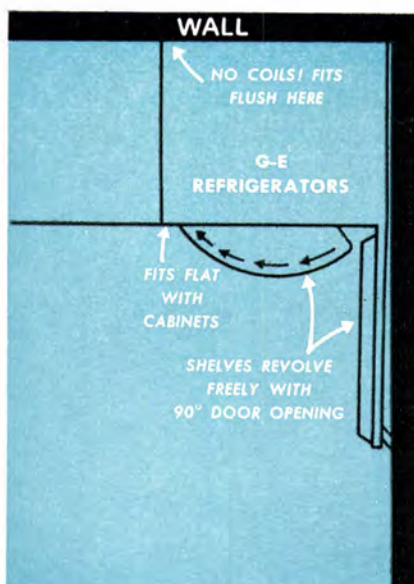 WALL
NO COILS! FITS
FLUSH HERE
G-E
REFRIGERATORS
FITS FLAT
WITH
CABINETS
SHELVES REVOLVE
FREELY WITH
90° DOOR OPENING